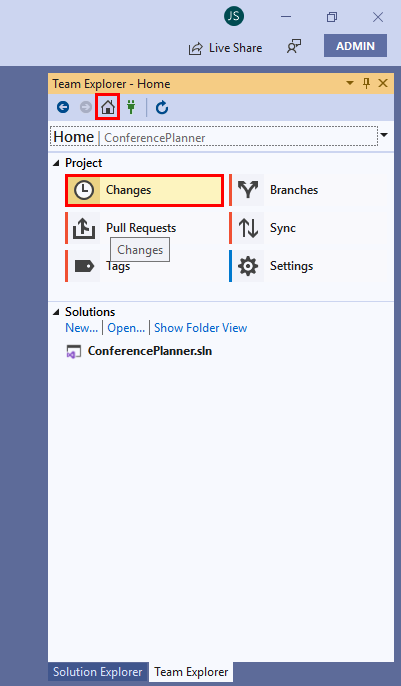 JS
Live Share
ADMIN
Team Explorer - Home
Home | ConferencePlanner
Project
Changes
Branches
Pull Requests
Sync
Changes
Tags
Settings
Solutions
New... | Open... | Show Folder View
ConferencePlanner.sln
Solution Explorer
Team Explorer